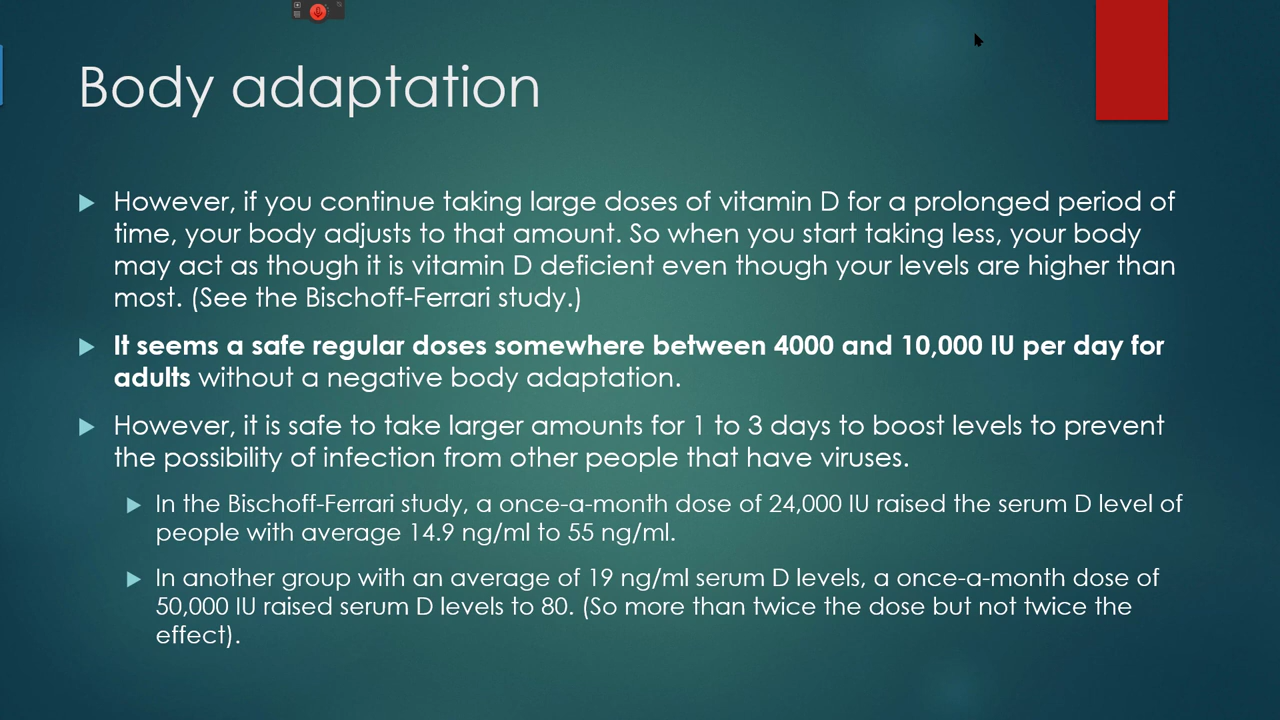 Body adaptation
However, if you continue taking large doses of vitamin D for a prolonged period of
time, your body adjusts to that amount. So when you start taking less, your body
may act as though it is vitamin D deficient even though your levels are higher than
most. (See the Bischoff-Ferrari study.)
It seems a safe regular doses somewhere between 4000 and 10,000 IU per day for
adults without a negative body adaptation.
However, it is safe to take larger amounts for 1 to 3 days to boost levels to prevent
the possibility of infection from other people that have viruses.
In the Bischoff-Ferrari study, a once-a-month dose of 24,000 IU raised the serum D level of
people with average 14.9 ng/ml to 55 ng/ml.
In another group with an average of 19 ng/ml serum D levels, a once-a-month dose of
50,000 IU raised serum D levels to 80. (So more than twice the dose but not twice the
effect).